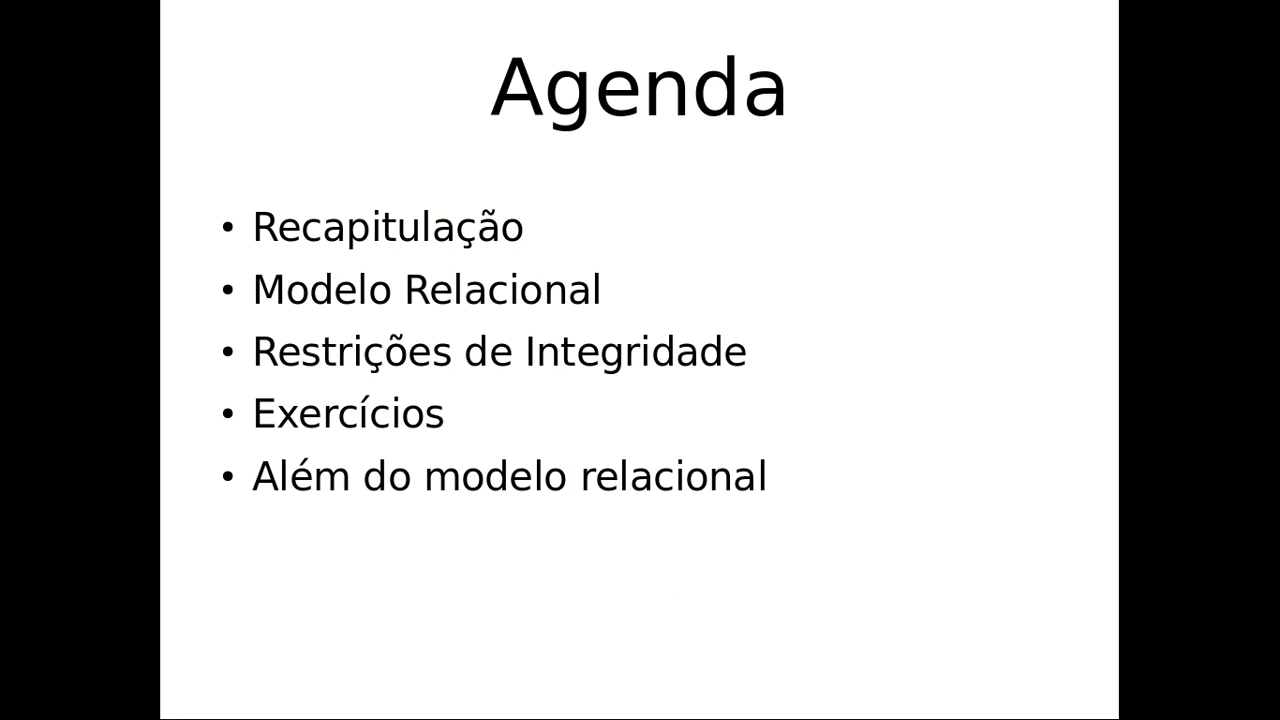 Agenda
• Recapitulação
• Modelo Relacional
• Restrições de Integridade
• Exercícios
• Além do modelo relacional